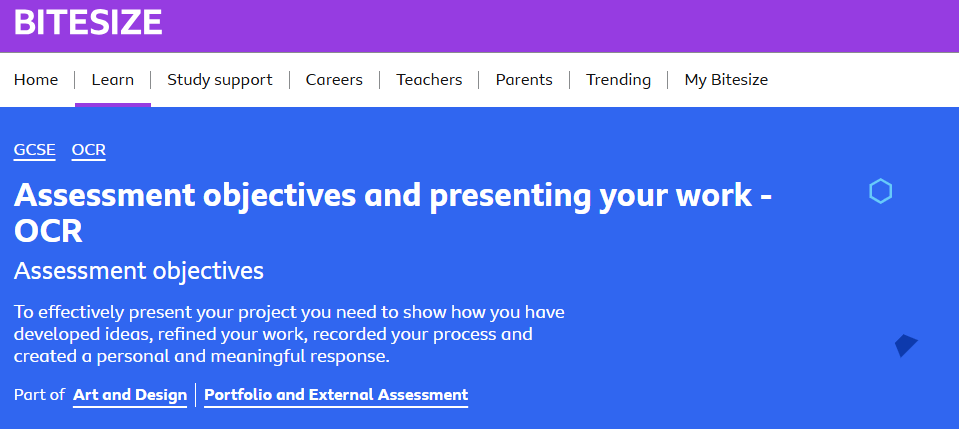 BITESIZE
Home Learn Study support Careers Teachers Parents Trending My Bitesize
GCSE OCR
Assessment objectives and presenting your work -
OCR
Assessment objectives
To effectively present your project you need to show how you have
developed ideas, refined your work, recorded your process and
created a personal and meaningful response.
Part of Art and Design Portfolio and External Assessment